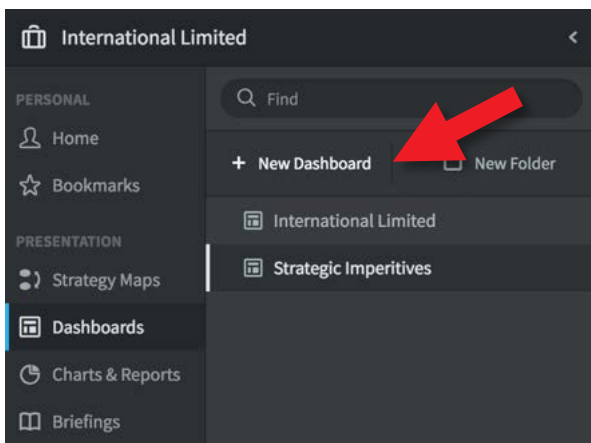 International Limited
PERSONAL
Home
Bookmarks
PRESENTATION
Strategy Maps
Dashboards
Charts & Reports
Briefings
Find
+ New Dashboard
New Folder
International Limited
Strategic Imperitives